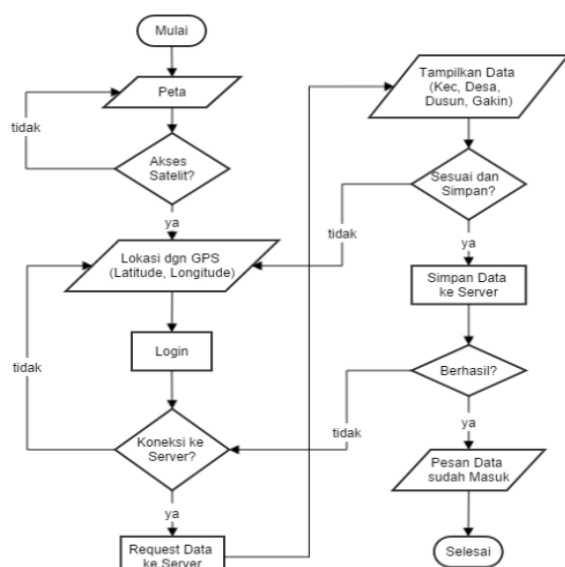 Mulai
Peta
tidak
Akses
Satelit?
ya
Lokasi dgn GPS
(Latitude, Longitude)
Login
tidak
Koneksi ke
Server?
ya
Request Data
ke Server
Tampilkan Data
(Kec, Desa,
Dusun, Gakin)
Sesuai dan
Simpan?
tidak
ya
Simpan Data
ke Server
Berhasil?
tidak
ya
Pesan Data
sudah Masuk
Selesai